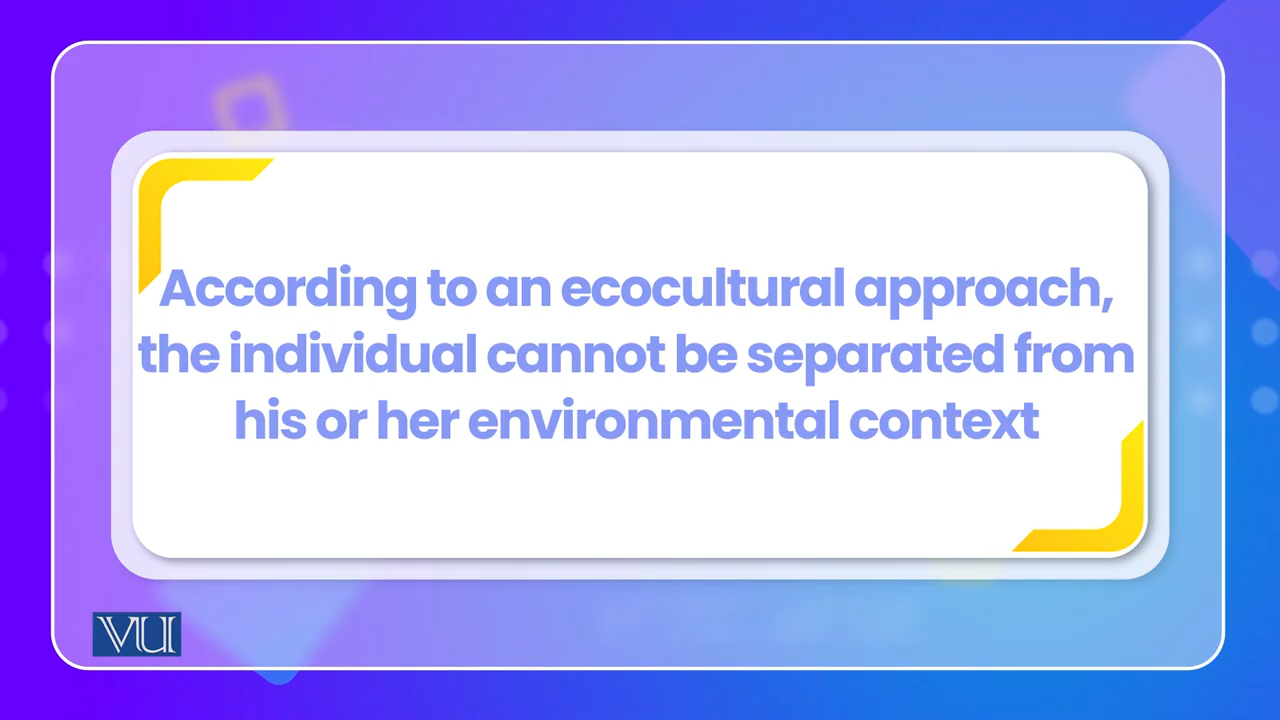 According to an ecocultural approach,
the individual cannot be separated from
his or her environmental context
VU